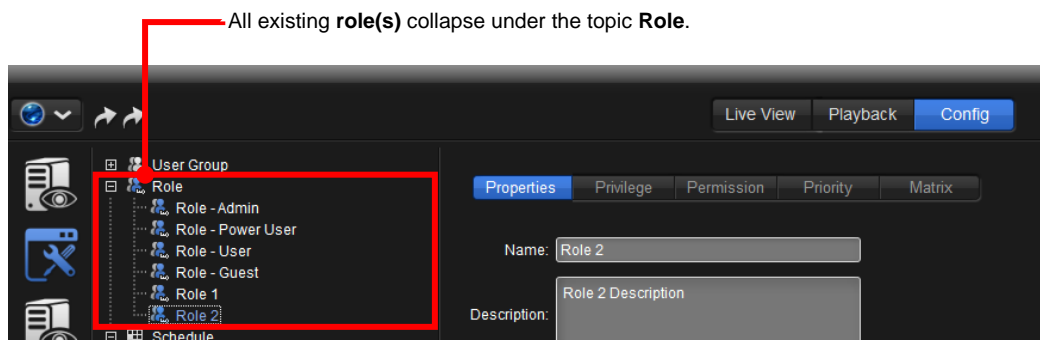 All existing role(s) collapse under the topic Role.
Live View Playback Config
User Group
Role
Role - Admin
Role - Power User
Role - User
Role - Guest
Role 1
Role 2
Schedule
Properties Privilege Permission Priority Matrix
Name: Role 2
Description: Role 2 Description